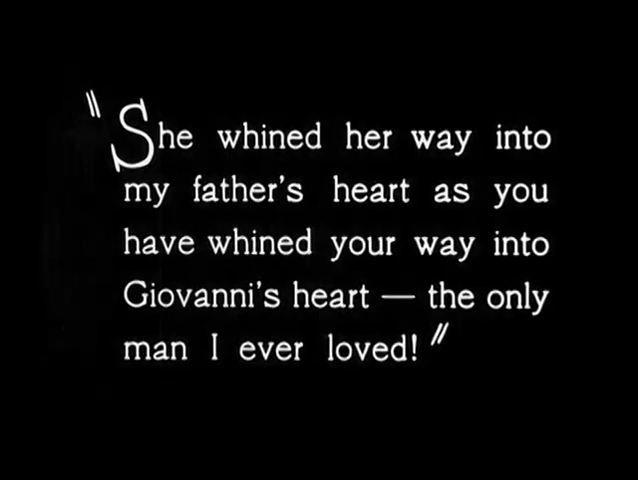 "She whined her way into
my father's heart as you
have whined your way into
Giovanni's heart — the only
man I ever loved!"